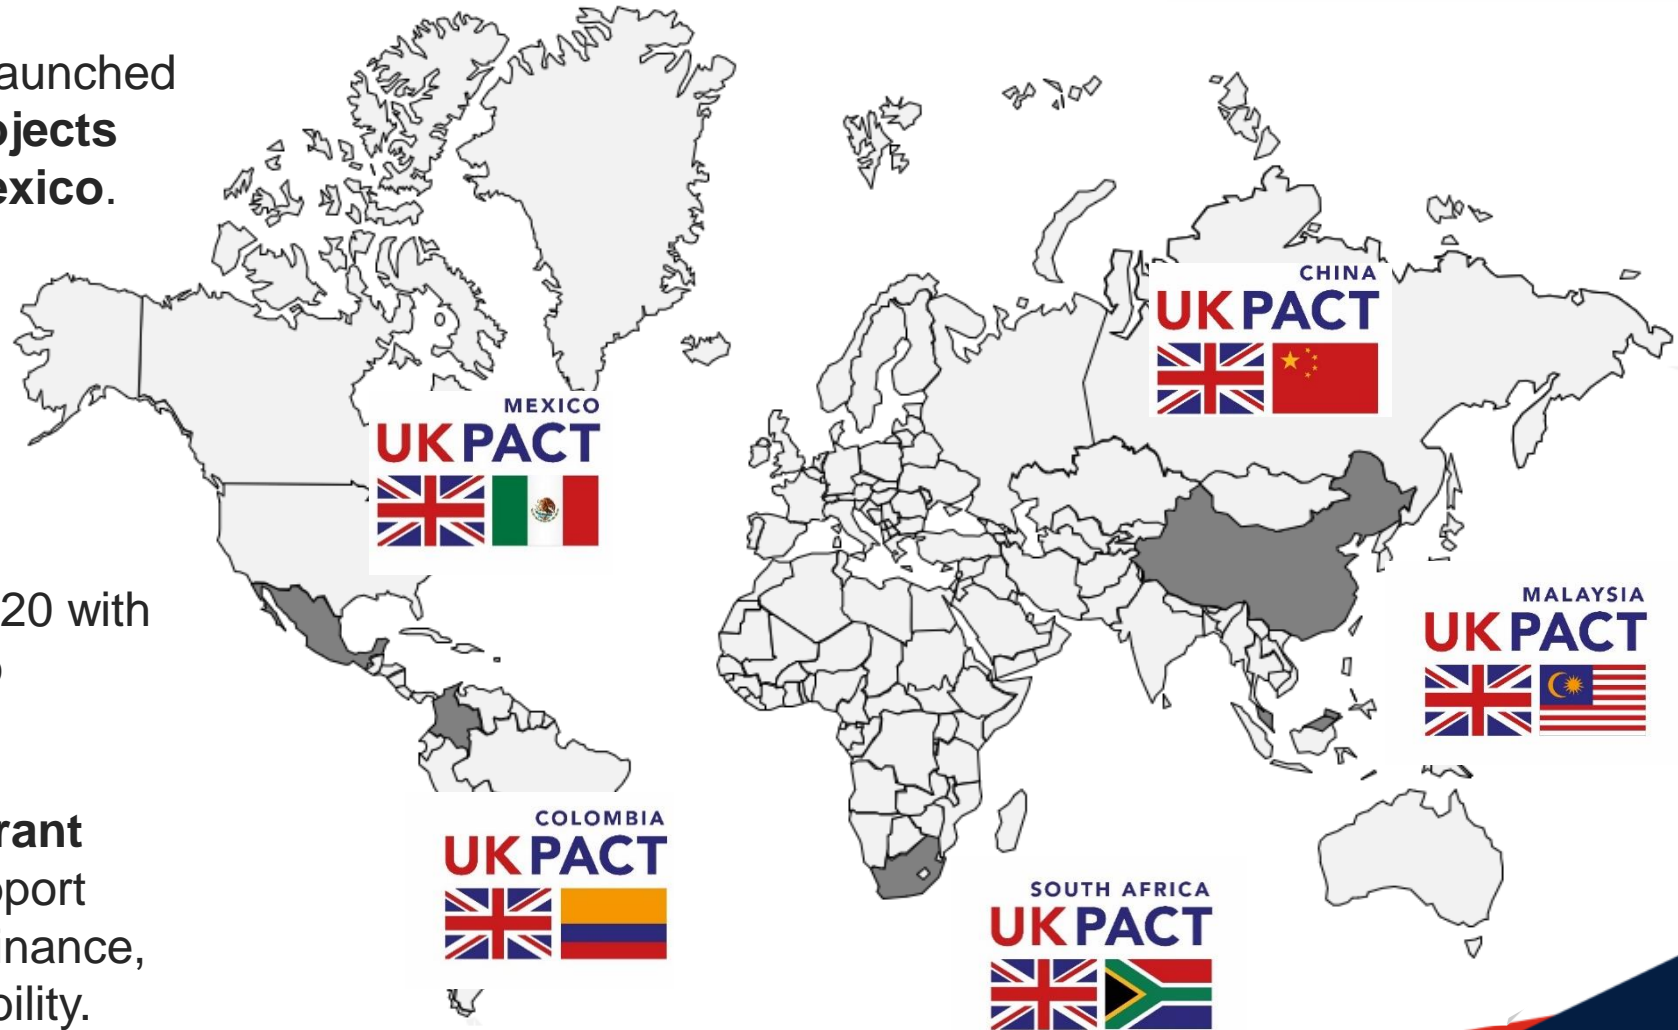 aunched
ojects
exico.
20 with
rant
port
inance,
bility.
MEXICO
UK PACT
CHINA
UK PACT
MALAYSIA
UK PACT
COLOMBIA
UK PACT
SOUTH AFRICA
UK PACT